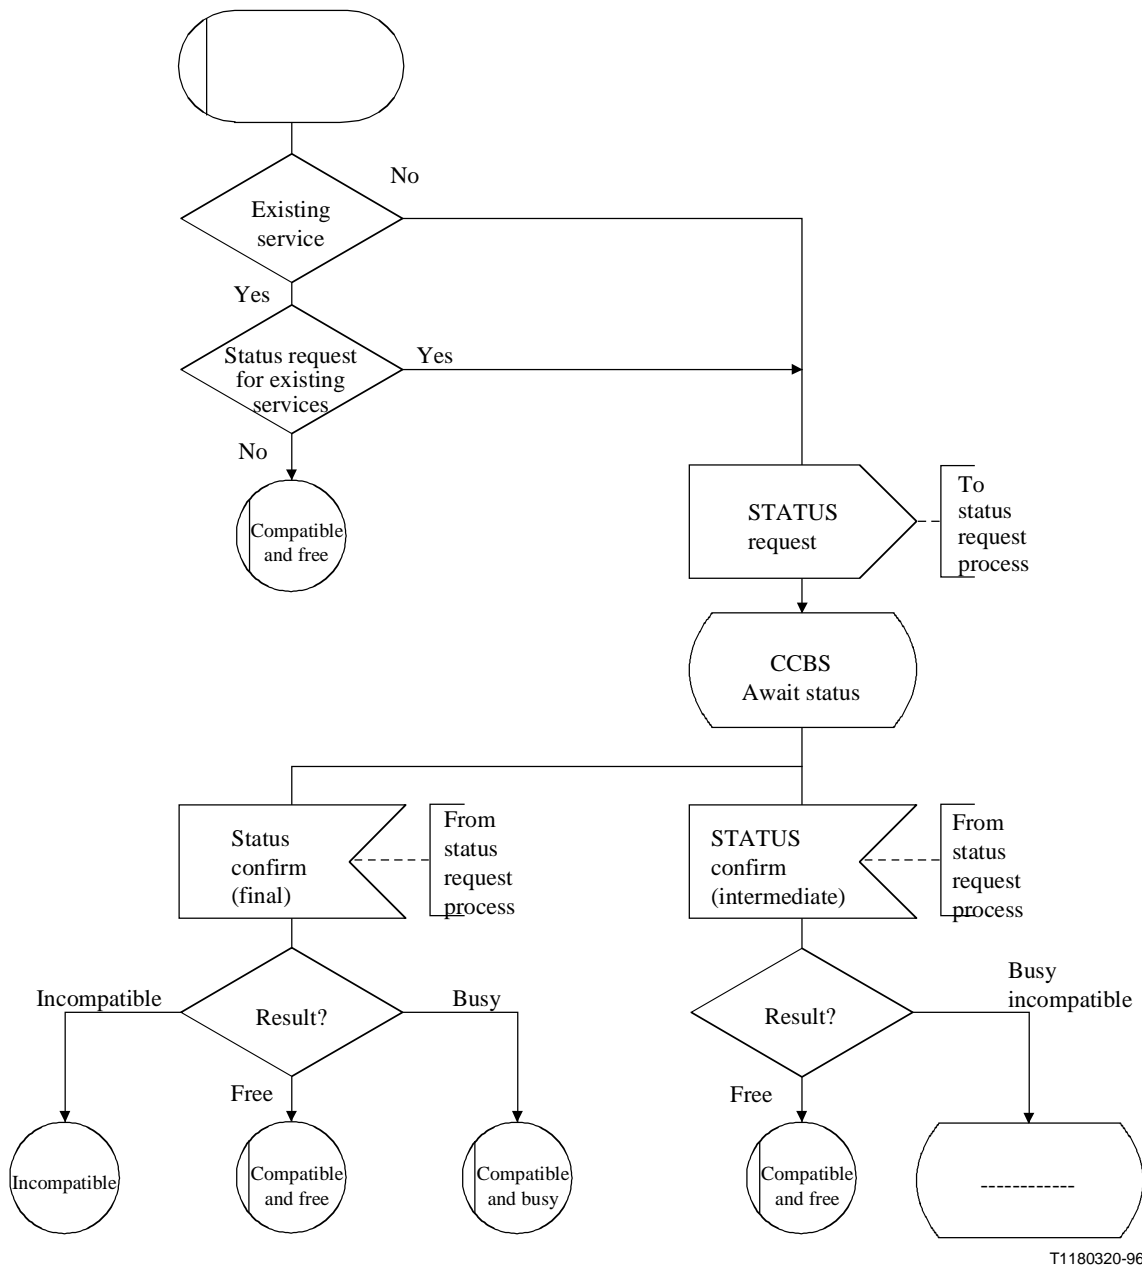 No
Existing
service
Yes
Status request
for existing
services
Yes
No
Compatible
and free
STATUS
request
To
status
request
process
CCBS
Await status
Status
confirm
(final)
From
status
request
process
STATUS
confirm
(intermediate)
From
status
request
process
Incompatible
Result?
Busy
Free
Result?
Busy
incompatible
Free
Incompatible
Compatible
and free
Compatible
and busy
Compatible
and free
------------
T1180320-96